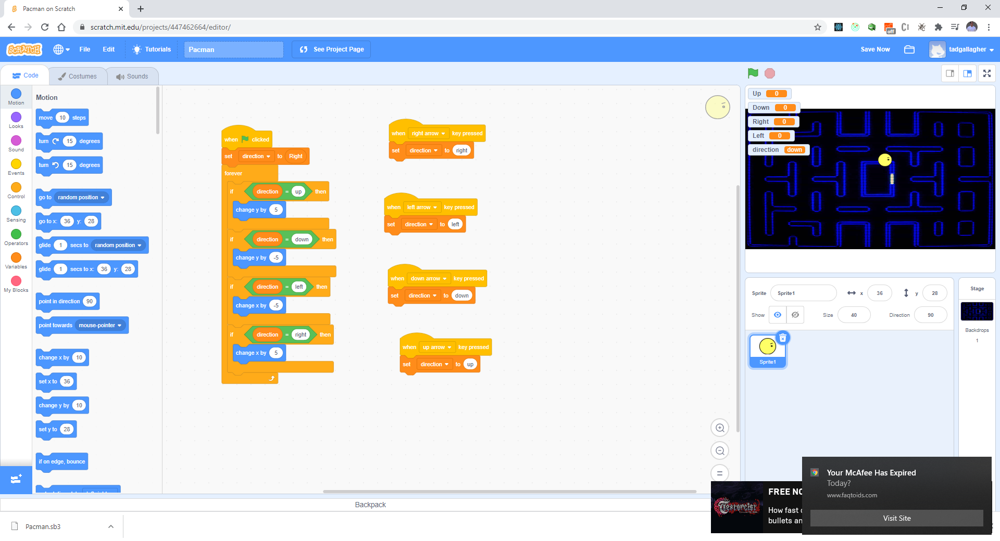 Pacman on Scratch
scratch.mit.edu/projects/447462664/editor/
off
SCRATCH
File
Edit
Tutorials
Pacman
See Project Page
Save Now
tadgallagher
Code
Costumes
Sounds
Motion
Looks
Sound
Events
Control
Sensing
Operators
Variables
My Blocks
Motion
move 10 steps
turn 15 degrees
turn 15 degrees
go to random position
go to x: 36 y: 28
glide 1 secs to random position
glide 1 secs to x: 36 y: 28
point in direction 90
point towards mouse-pointer
change x by 10
set x to 36
change y by 10
set y to 28
if on edge, bounce
when clicked
set direction to Right
forever
if direction = up then
change y by 5
if direction = down then
change y by -5
if direction = left then
change x by -5
if direction = right then
change x by 5
when right arrow key pressed
set direction to right
when left arrow key pressed
set direction to left
when down arrow key pressed
set direction to down
when up arrow key pressed
set direction to up
Up 0
Down 0
Right 0
Left 0
direction down
Sprite Sprite1 x 36 y 28
Show Size 40 Direction 90
Sprite1
Stage
Backdrops
1
Backpack
Pacman.sb3
FREE NO
How fast
bullets an
Your McAfee Has Expired
Today?
www.faqtoids.com
Visit Site